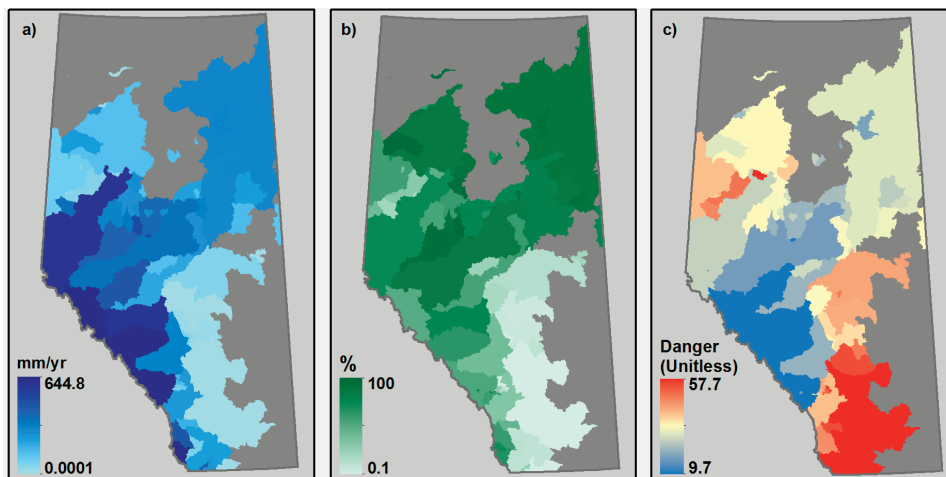 a)
mm/yr
644.8
0.0001
b)
%
100
0.1
c)
Danger
(Unitless)
57.7
9.7